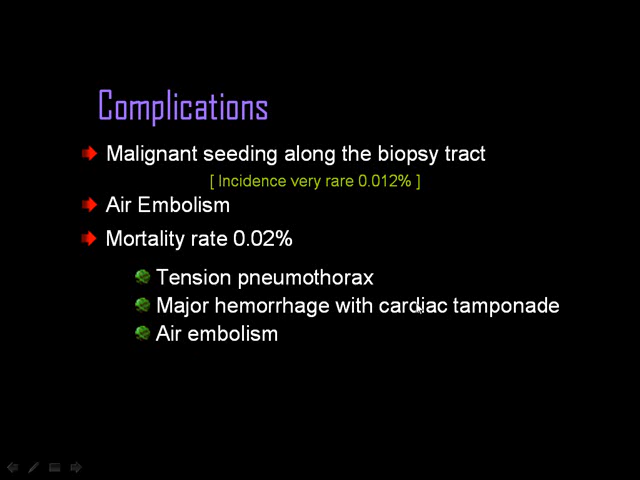 Complications
Malignant seeding along the biopsy tract
[ Incidence very rare 0.012% ]
Air Embolism
Mortality rate 0.02%
Tension pneumothorax
Major hemorrhage with cardiac tamponade
Air embolism